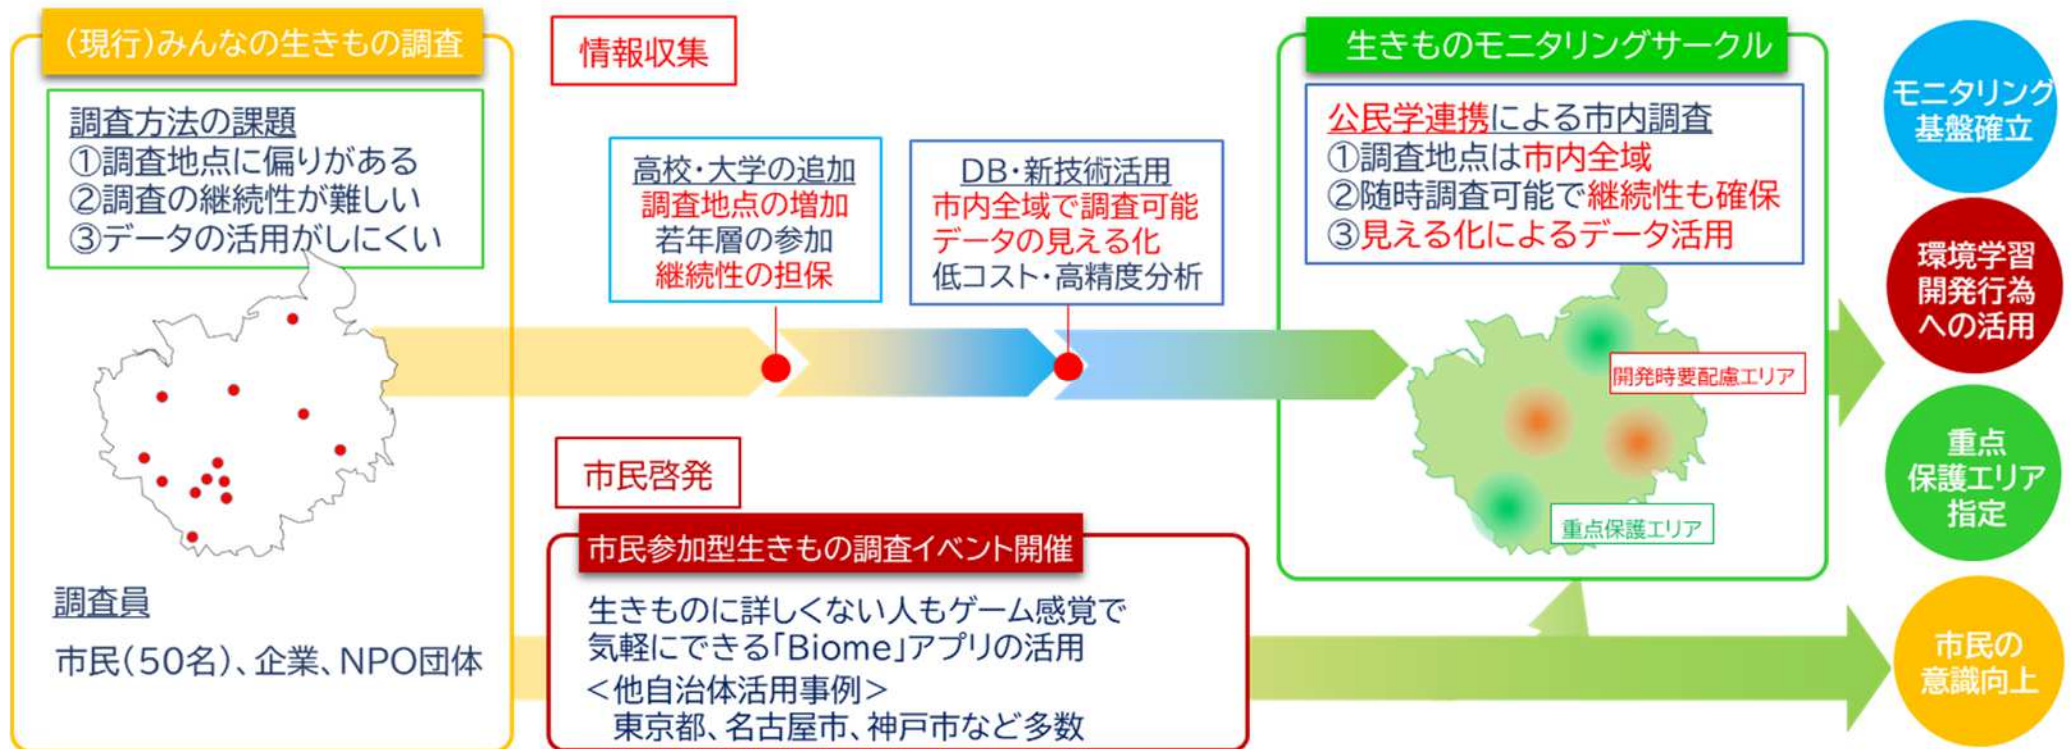 (現行)みんなの生きもの調査
調査方法の課題
①調査地点に偏りがある
②調査の継続性が難しい
③データの活用がしにくい
調査員
市民(50名)、企業、NPO団体
情報収集
高校・大学の追加
調査地点の増加
若年層の参加
継続性の担保
DB・新技術活用
市内全域で調査可能
データの見える化
低コスト・高精度分析
市民啓発
市民参加型生きもの調査イベント開催
生きものに詳しくない人もゲーム感覚で
気軽にできる「Biome」アプリの活用
<他自治体活用事例>
東京都、名古屋市、神戸市など多数
生きものモニタリングサークル
公民学連携による市内調査
①調査地点は市内全域
②随時調査可能で継続性も確保
③見える化によるデータ活用
開発時要配慮エリア
重点保護エリア
モニタリング
基盤確立
環境学習
開発行為
への活用
重点
保護エリア
指定
市民の
意識向上